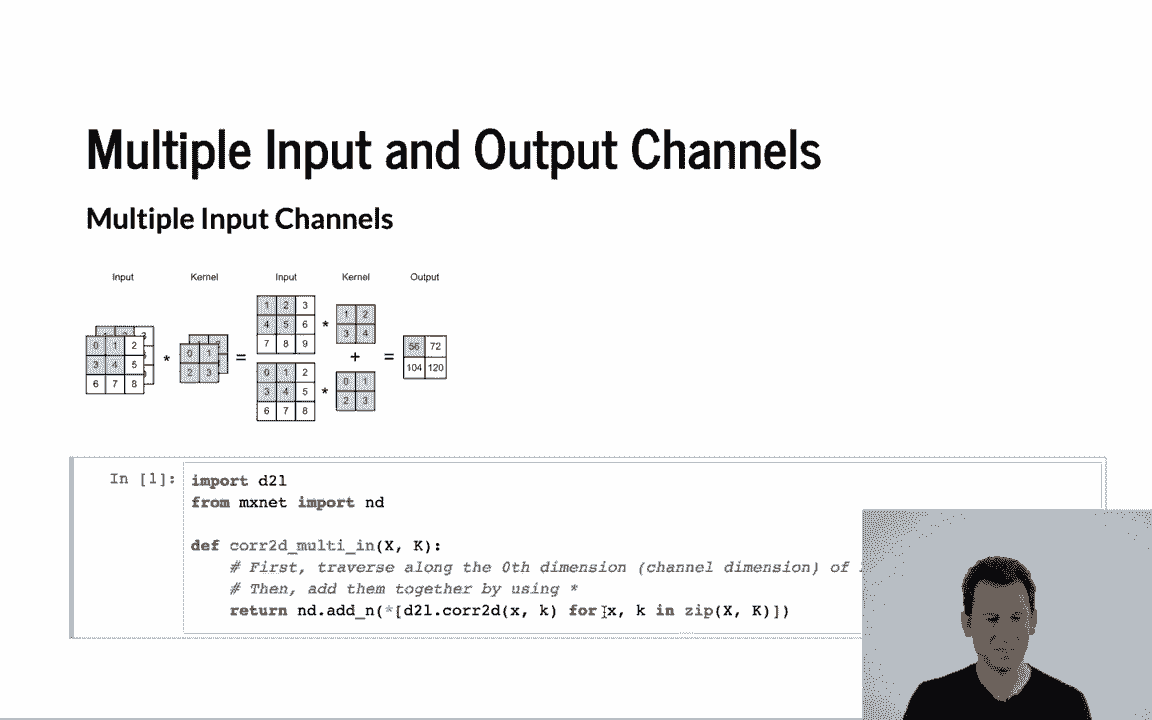 Multiple Input and Output Channels
Multiple Input Channels
Input Kernel Input Kernel Output
1 2 3
4 5 6
7 8 9
*
1 2
3 4
0 1 2
3 4 5
6 7 8
*
0 1
2 3
=
+
=
56 72
104 120
0 1 2
3 4 5
6 7 8
*
0 1
2 3
In [1]:
import d2l
from mxnet import nd
def corr2d_multi_in(X, K):
# First, traverse along the 0th dimension (channel dimension) of
# Then, add them together by using *
return nd.add_n(*[d2l.corr2d(x, k) for x, k in zip(X, K)])